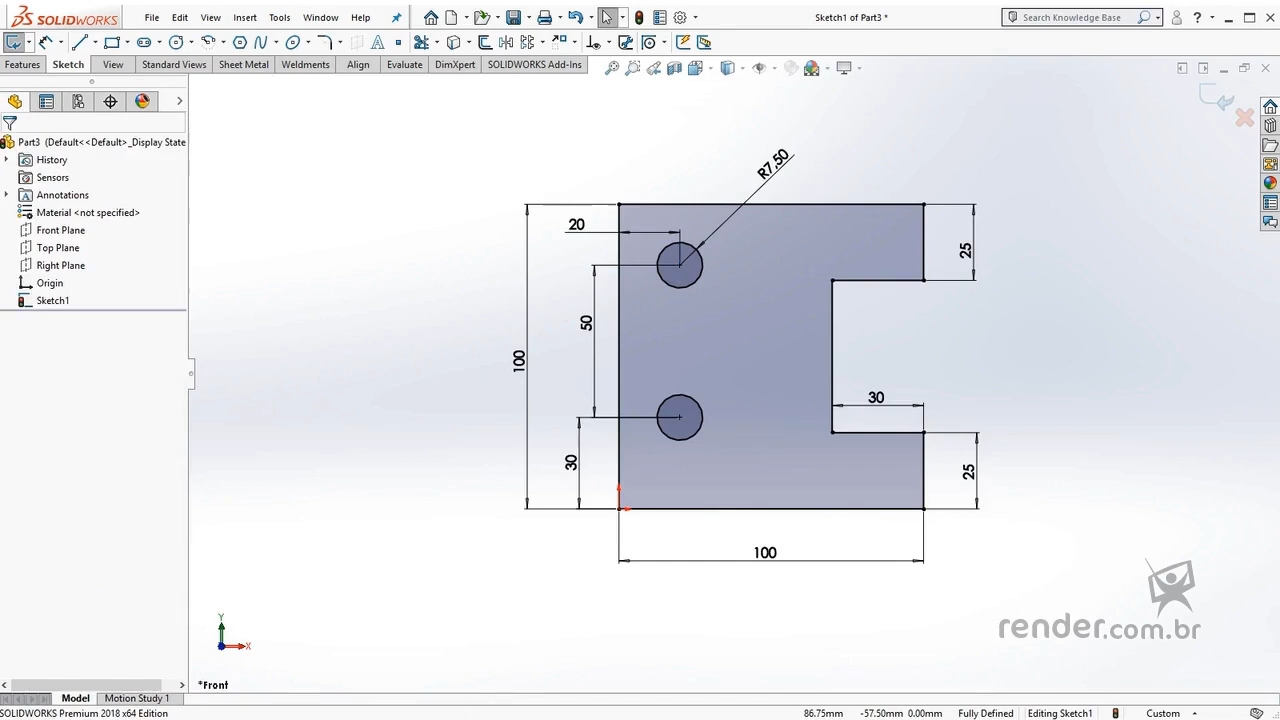 SOLIDWORKS File Edit View Insert Tools Window Help Sketch1 of Part3 * Search Knowledge Base ?
Features Sketch View Standard Views Sheet Metal Weldments Align Evaluate DimXpert SOLIDWORKS Add-Ins
Part3 (Default<<Default>_Display State
History
Sensors
Annotations
Material <not specified>
Front Plane
Top Plane
Right Plane
Origin
Sketch1
R7,50
20
25
50
100
30
30
25
100
render.com.br
Y
X
*Front
Model Motion Study 1
SOLIDWORKS Premium 2018 x64 Edition 86.75mm -57.50mm 0.00mm Fully Defined Editing Sketch1 Custom